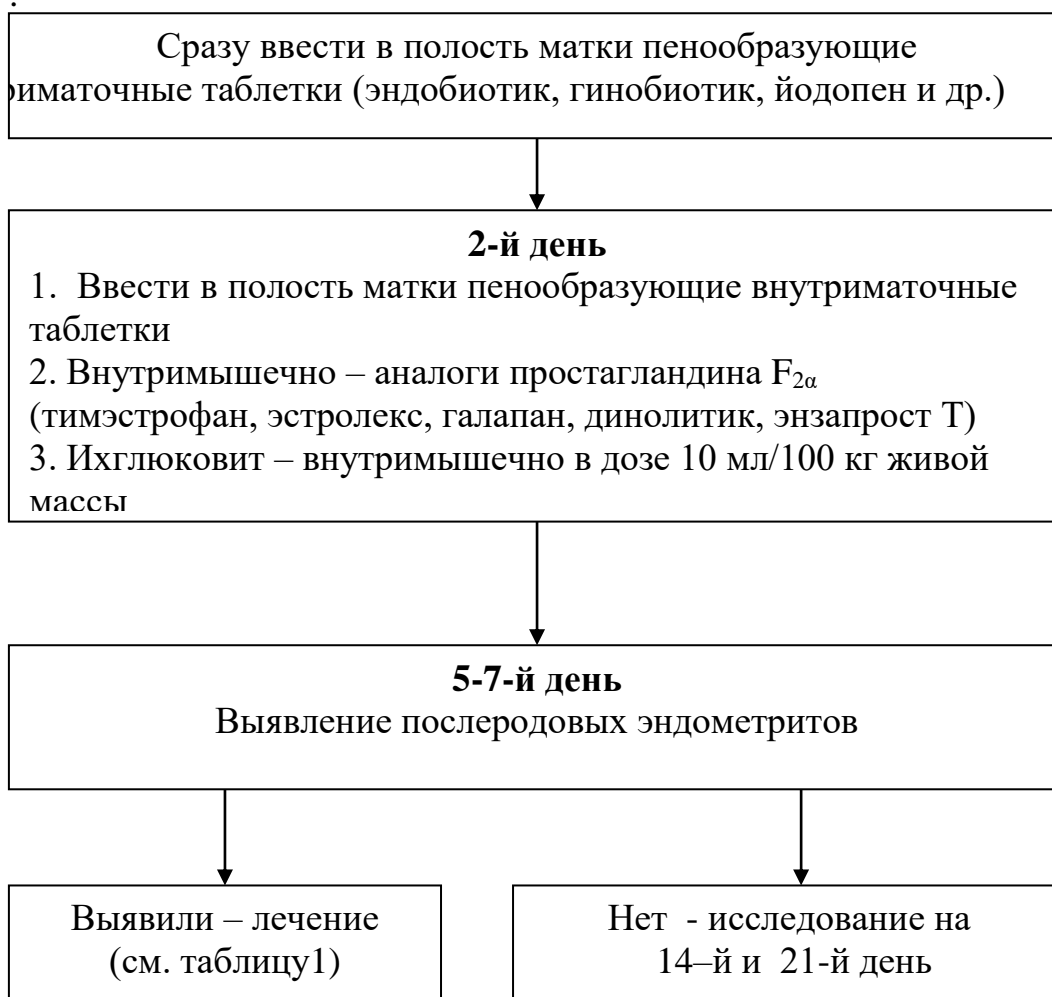 Сразу ввести в полость матки пенообразующие
риматочные таблетки (эндобиотик, гинобиотик, йодопен и др.)
2-й день
1. Ввести в полость матки пенообразующие внутриматочные
таблетки
2. Внутримышечно – аналоги простагландина F₂α
(тимэстрофан, эстролекс, галапан, динолитик, энзапрост Т)
3. Ихглюковит – внутримышечно в дозе 10 мл/100 кг живой
массы
5-7-й день
Выявление послеродовых эндометритов
Выявили – лечение
(см. таблицу1)
Нет - исследование на
14–й и 21-й день